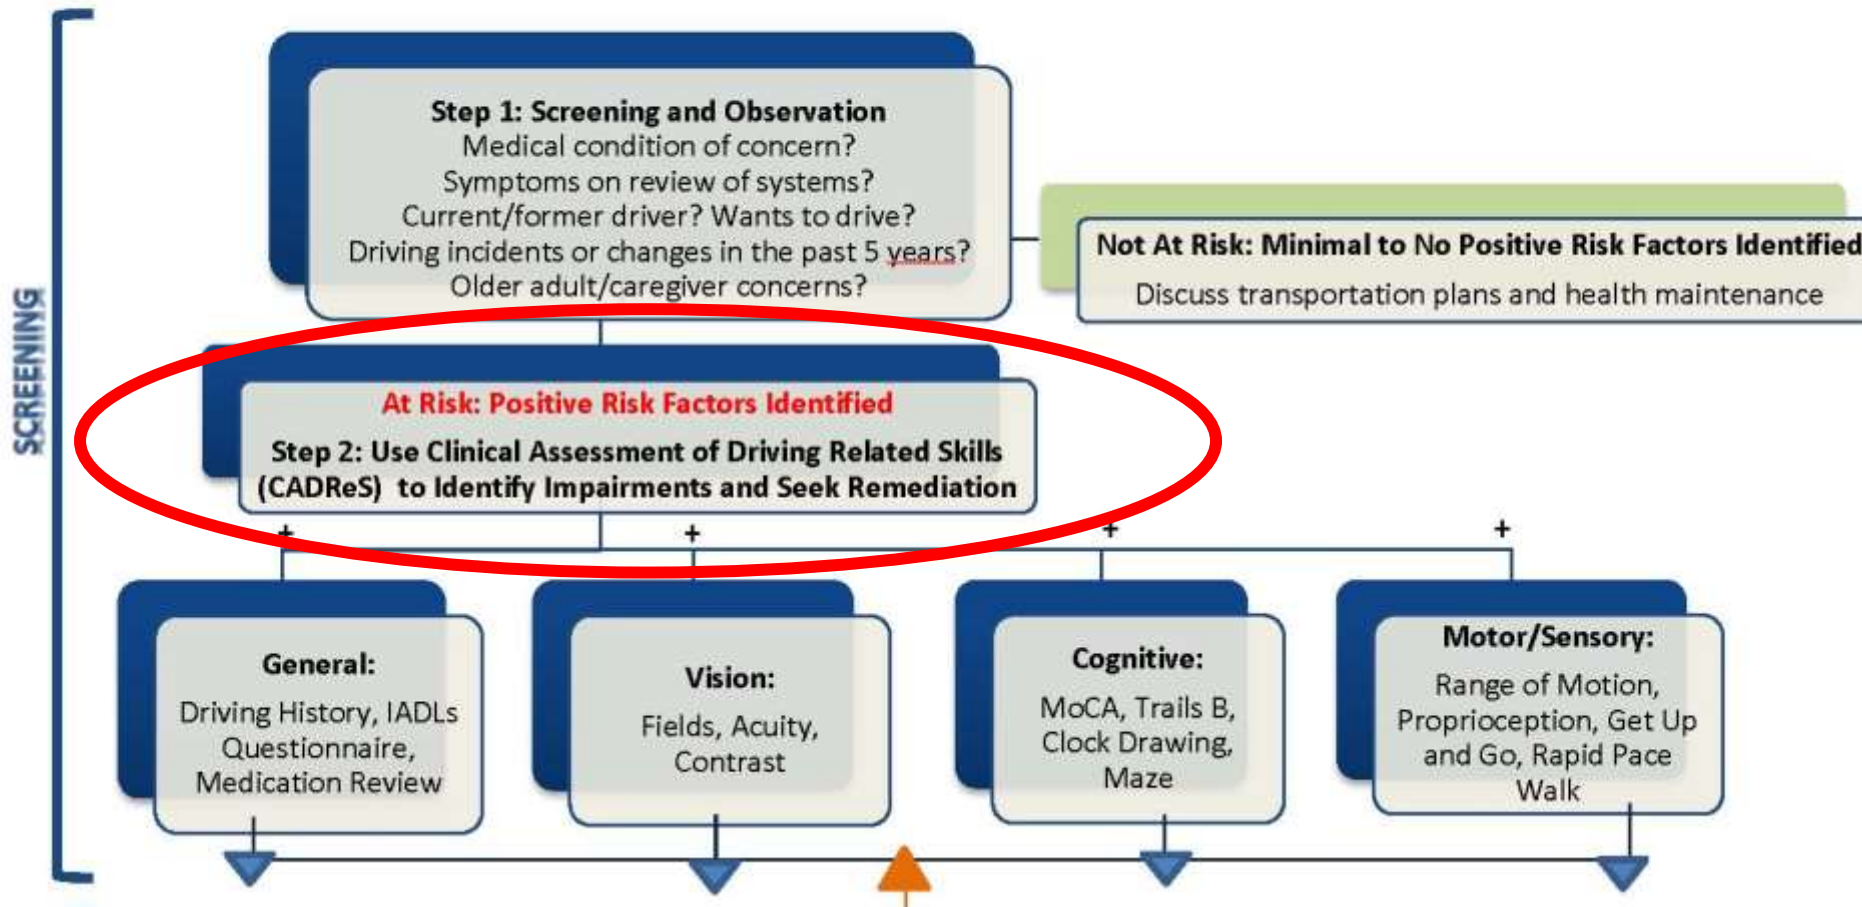 SCREENING
Step 1: Screening and Observation
Medical condition of concern?
Symptoms on review of systems?
Current/former driver? Wants to drive?
Driving incidents or changes in the past 5 years?
Older adult/caregiver concerns?
Not At Risk: Minimal to No Positive Risk Factors Identified
Discuss transportation plans and health maintenance
At Risk: Positive Risk Factors Identified
Step 2: Use Clinical Assessment of Driving Related Skills
(CADReS) to Identify Impairments and Seek Remediation
+ + + +
General:
Driving History, IADLs
Questionnaire,
Medication Review
Vision:
Fields, Acuity,
Contrast
Cognitive:
MoCA, Trails B,
Clock Drawing,
Maze
Motor/Sensory:
Range of Motion,
Proprioception, Get Up
and Go, Rapid Pace
Walk